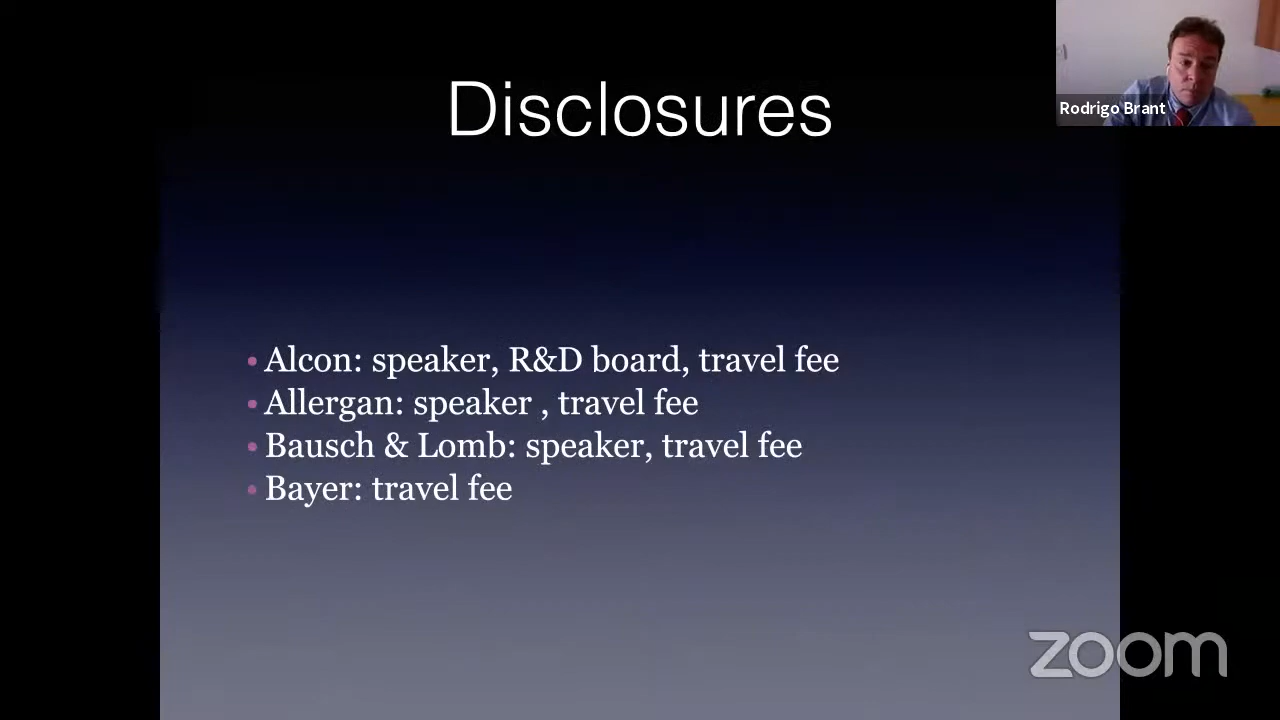 Disclosures
Rodrigo Brant
• Alcon: speaker, R&D board, travel fee
• Allergan: speaker , travel fee
• Bausch & Lomb: speaker, travel fee
• Bayer: travel fee
zoom